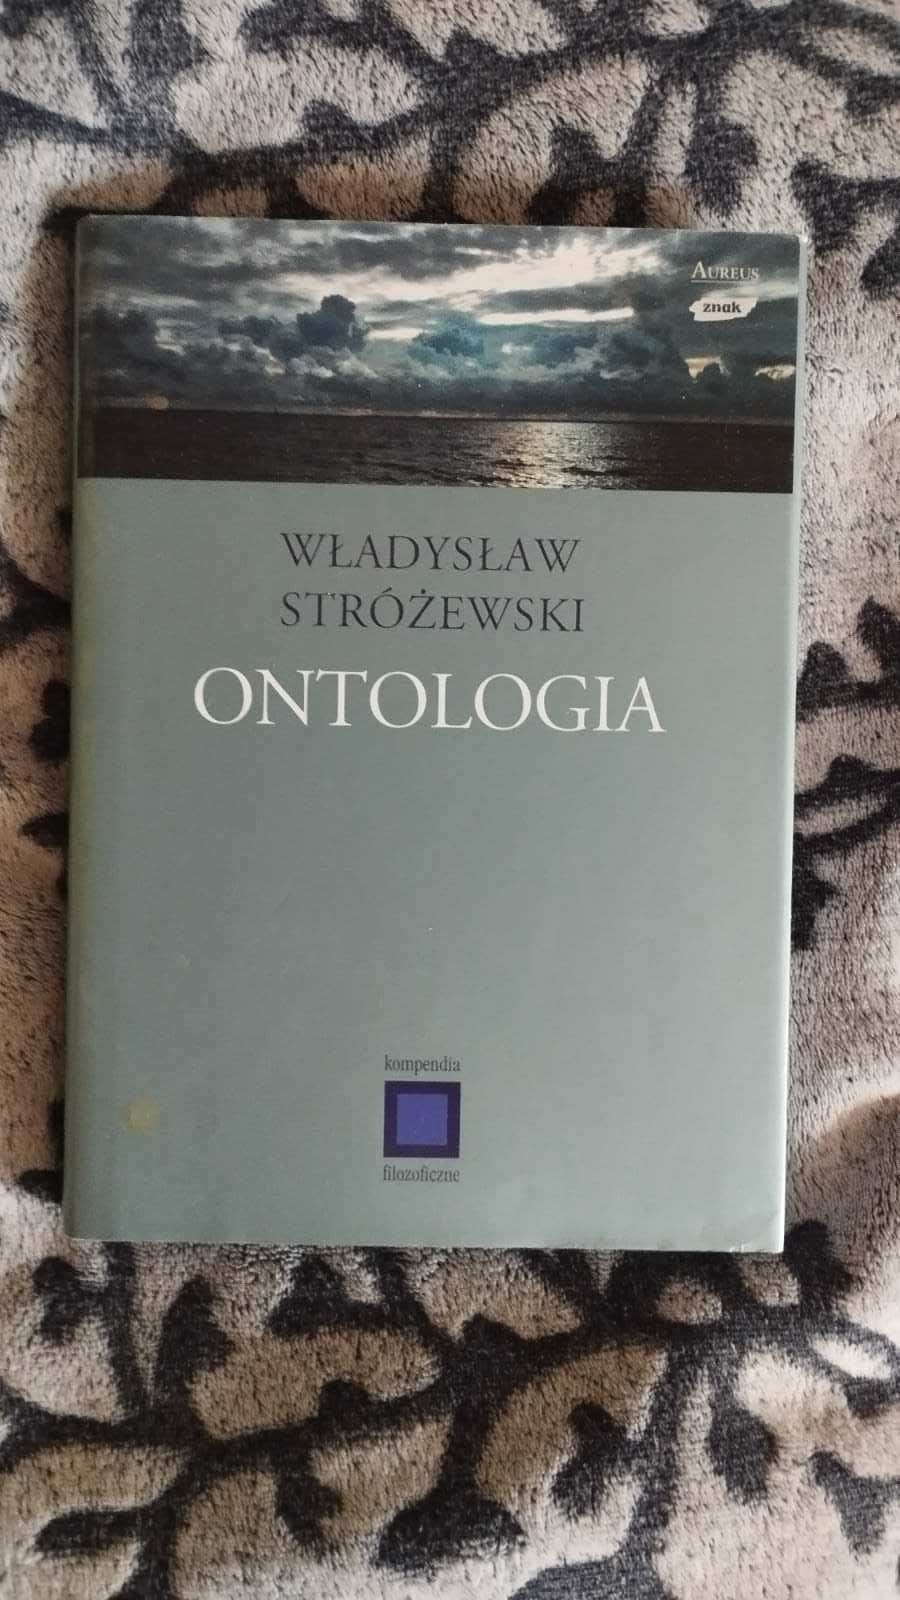 AUREUS
znak
WŁADYSŁAW
STRÓŻEWSKI
ONTOLOGIA
kompendia
filozoficzne